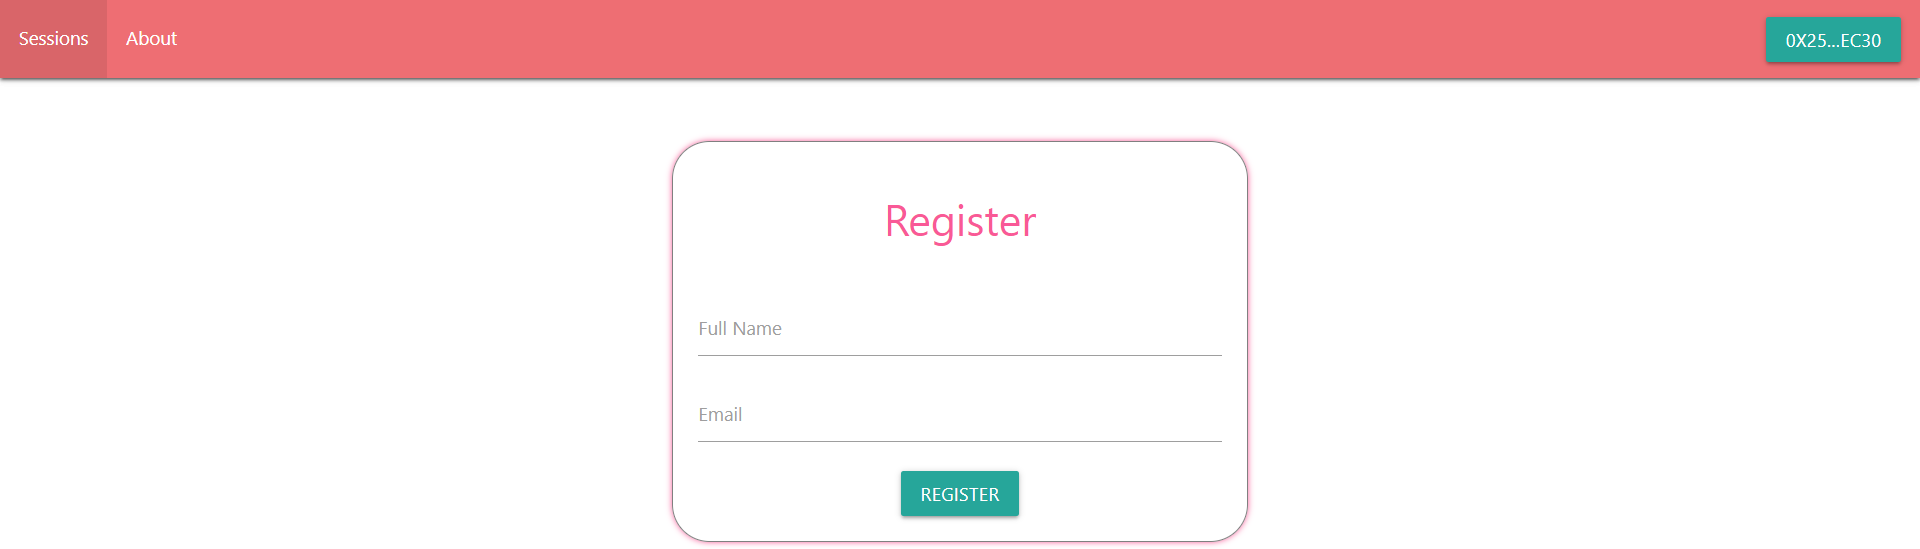 Sessions About 0X25...EC30
Register
Full Name
Email
REGISTER